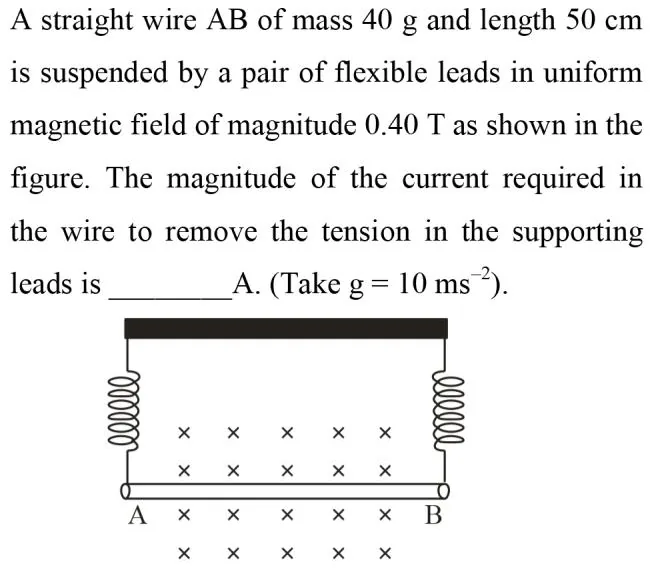 A straight wire AB of mass 40 g and length 50 cm
is suspended by a pair of flexible leads in uniform
magnetic field of magnitude 0.40 T as shown in the
figure. The magnitude of the current required in
the wire to remove the tension in the supporting
leads is ________A. (Take g = 10 ms⁻²).
× × × × ×
× × × × ×
A × × × × × B
× × × × ×